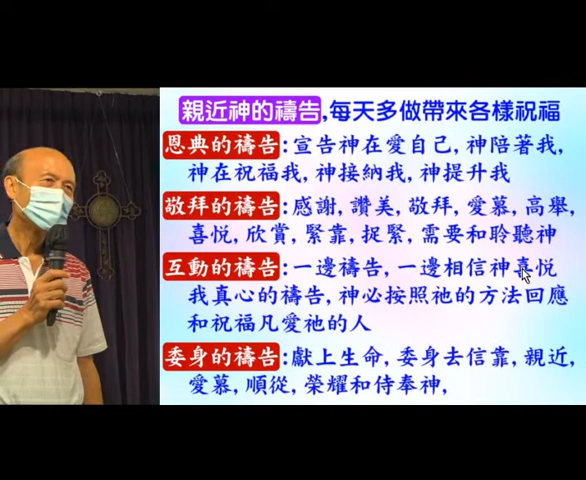 親近神的禱告,每天多做帶來各樣祝福
恩典的禱告:宣告神在愛自己,神陪著我,
神在祝福我,神接納我,神提升我
敬拜的禱告:感謝,讚美,敬拜,愛慕,高舉,
喜悅,欣賞,緊靠,捉緊,需要和聆聽神
互動的禱告:一邊禱告,一邊相信神喜悅
我真心的禱告,神必按照祂的方法回應
和祝福凡愛祂的人
委身的禱告:獻上生命,委身去信靠,親近,
愛慕,順從,榮耀和侍奉神,